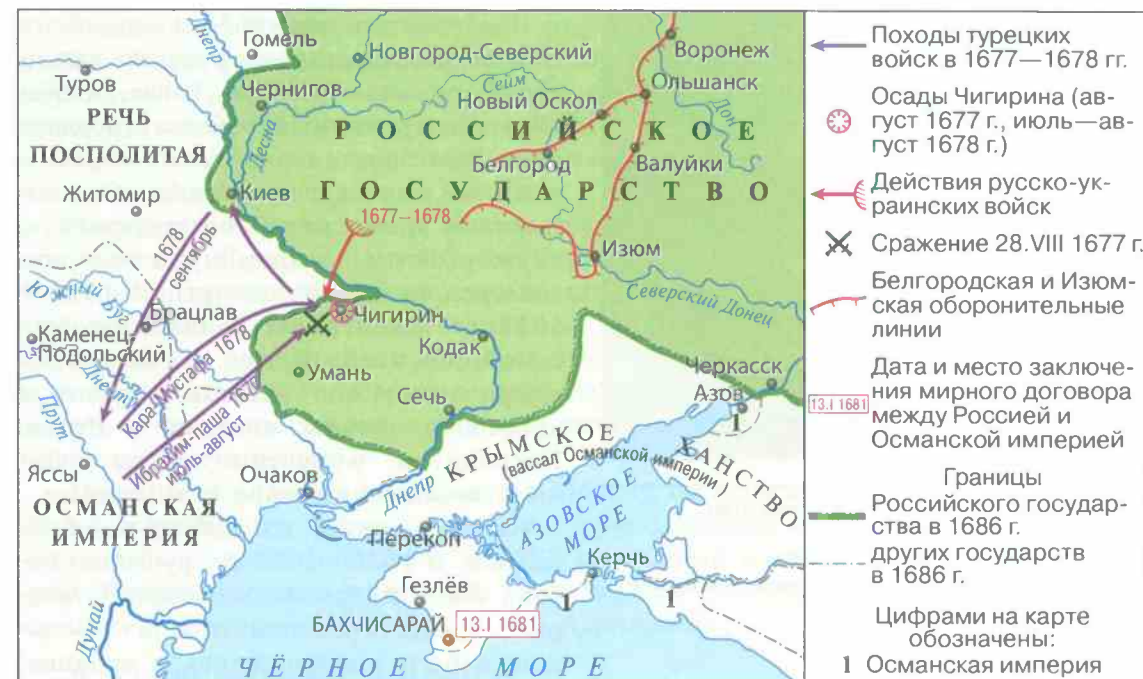 Днепр
Гомель
Новгород-Северский
Воронеж
Ольшанск
Туров
Чернигов
Сейм
Новый Оскол
Дон
РЕЧЬ
ПОСПОЛИТАЯ
Десна
РОССИЙСКОЕ
Белгород
Валуйки
ГОСУДАРСТВО
Житомир
Киев
1677–1678
Изюм
1678
сентябрь
Южный Буг
Брацлав
Северский Донец
Чигирин
Каменец-
Подольский
Кодак
Умань
Днестр
Кара-Мустафа 1678
Ибрахим-паша 1677
июль-август
Черкасск
Азов
1
Прут
Сечь
КРЫМСКОЕ ХАНСТВО
(вассал Османской империи)
Яссы
Очаков
Днепр
ОСМАНСКАЯ
ИМПЕРИЯ
АЗОВСКОЕ
МОРЕ
Перекоп
Керчь
Гезлёв
1
1
БАХЧИСАРАЙ
13.I 1681
Дунай
ЧЁРНОЕ МОРЕ
Походы турецких
войск в 1677—1678 гг.
Осады Чигирина (ав-
густ 1677 г., июль—ав-
густ 1678 г.)
Действия русско-ук-
раинских войск
Сражение 28.VIII 1677 г.
Белгородская и Изюм-
ская оборонительные
линии
13.I 1681
Дата и место заключе-
ния мирного договора
между Россией и
Османской империей
Границы
Российского государ-
ства в 1686 г.
других государств
в 1686 г.
Цифрами на карте
обозначены:
1 Османская империя